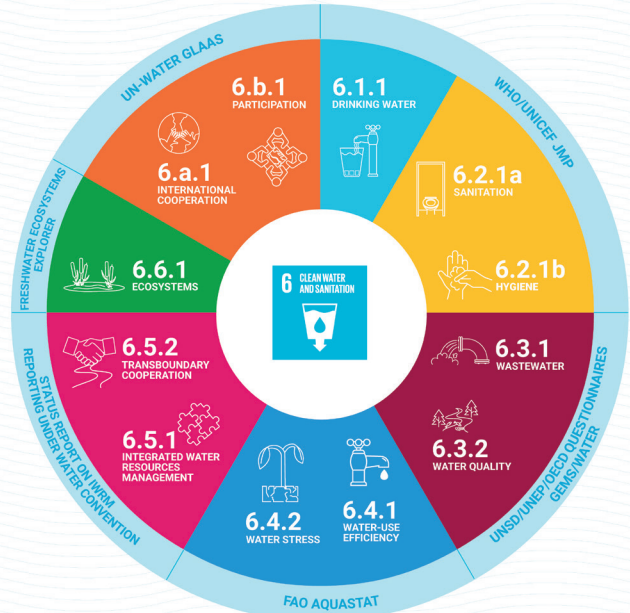 UN-WATER GLAAS
WHO/UNICEF JMP
UNSD/UNEP/OECD QUESTIONNAIRES
GEMS/WATER
FAO AQUASTAT
STATUS REPORT ON IWRM
REPORTING UNDER WATER CONVENTION
FRESHWATER ECOSYSTEMS
EXPLORER
6.b.1
PARTICIPATION
6.a.1
INTERNATIONAL
COOPERATION
6.1.1
DRINKING WATER
6.2.1a
SANITATION
6.2.1b
HYGIENE
6.3.1
WASTEWATER
6.3.2
WATER QUALITY
6.4.1
WATER-USE
EFFICIENCY
6.4.2
WATER STRESS
6.5.1
INTEGRATED WATER
RESOURCES
MANAGEMENT
6.5.2
TRANSBOUNDARY
COOPERATION
6.6.1
ECOSYSTEMS
6 CLEAN WATER
AND SANITATION